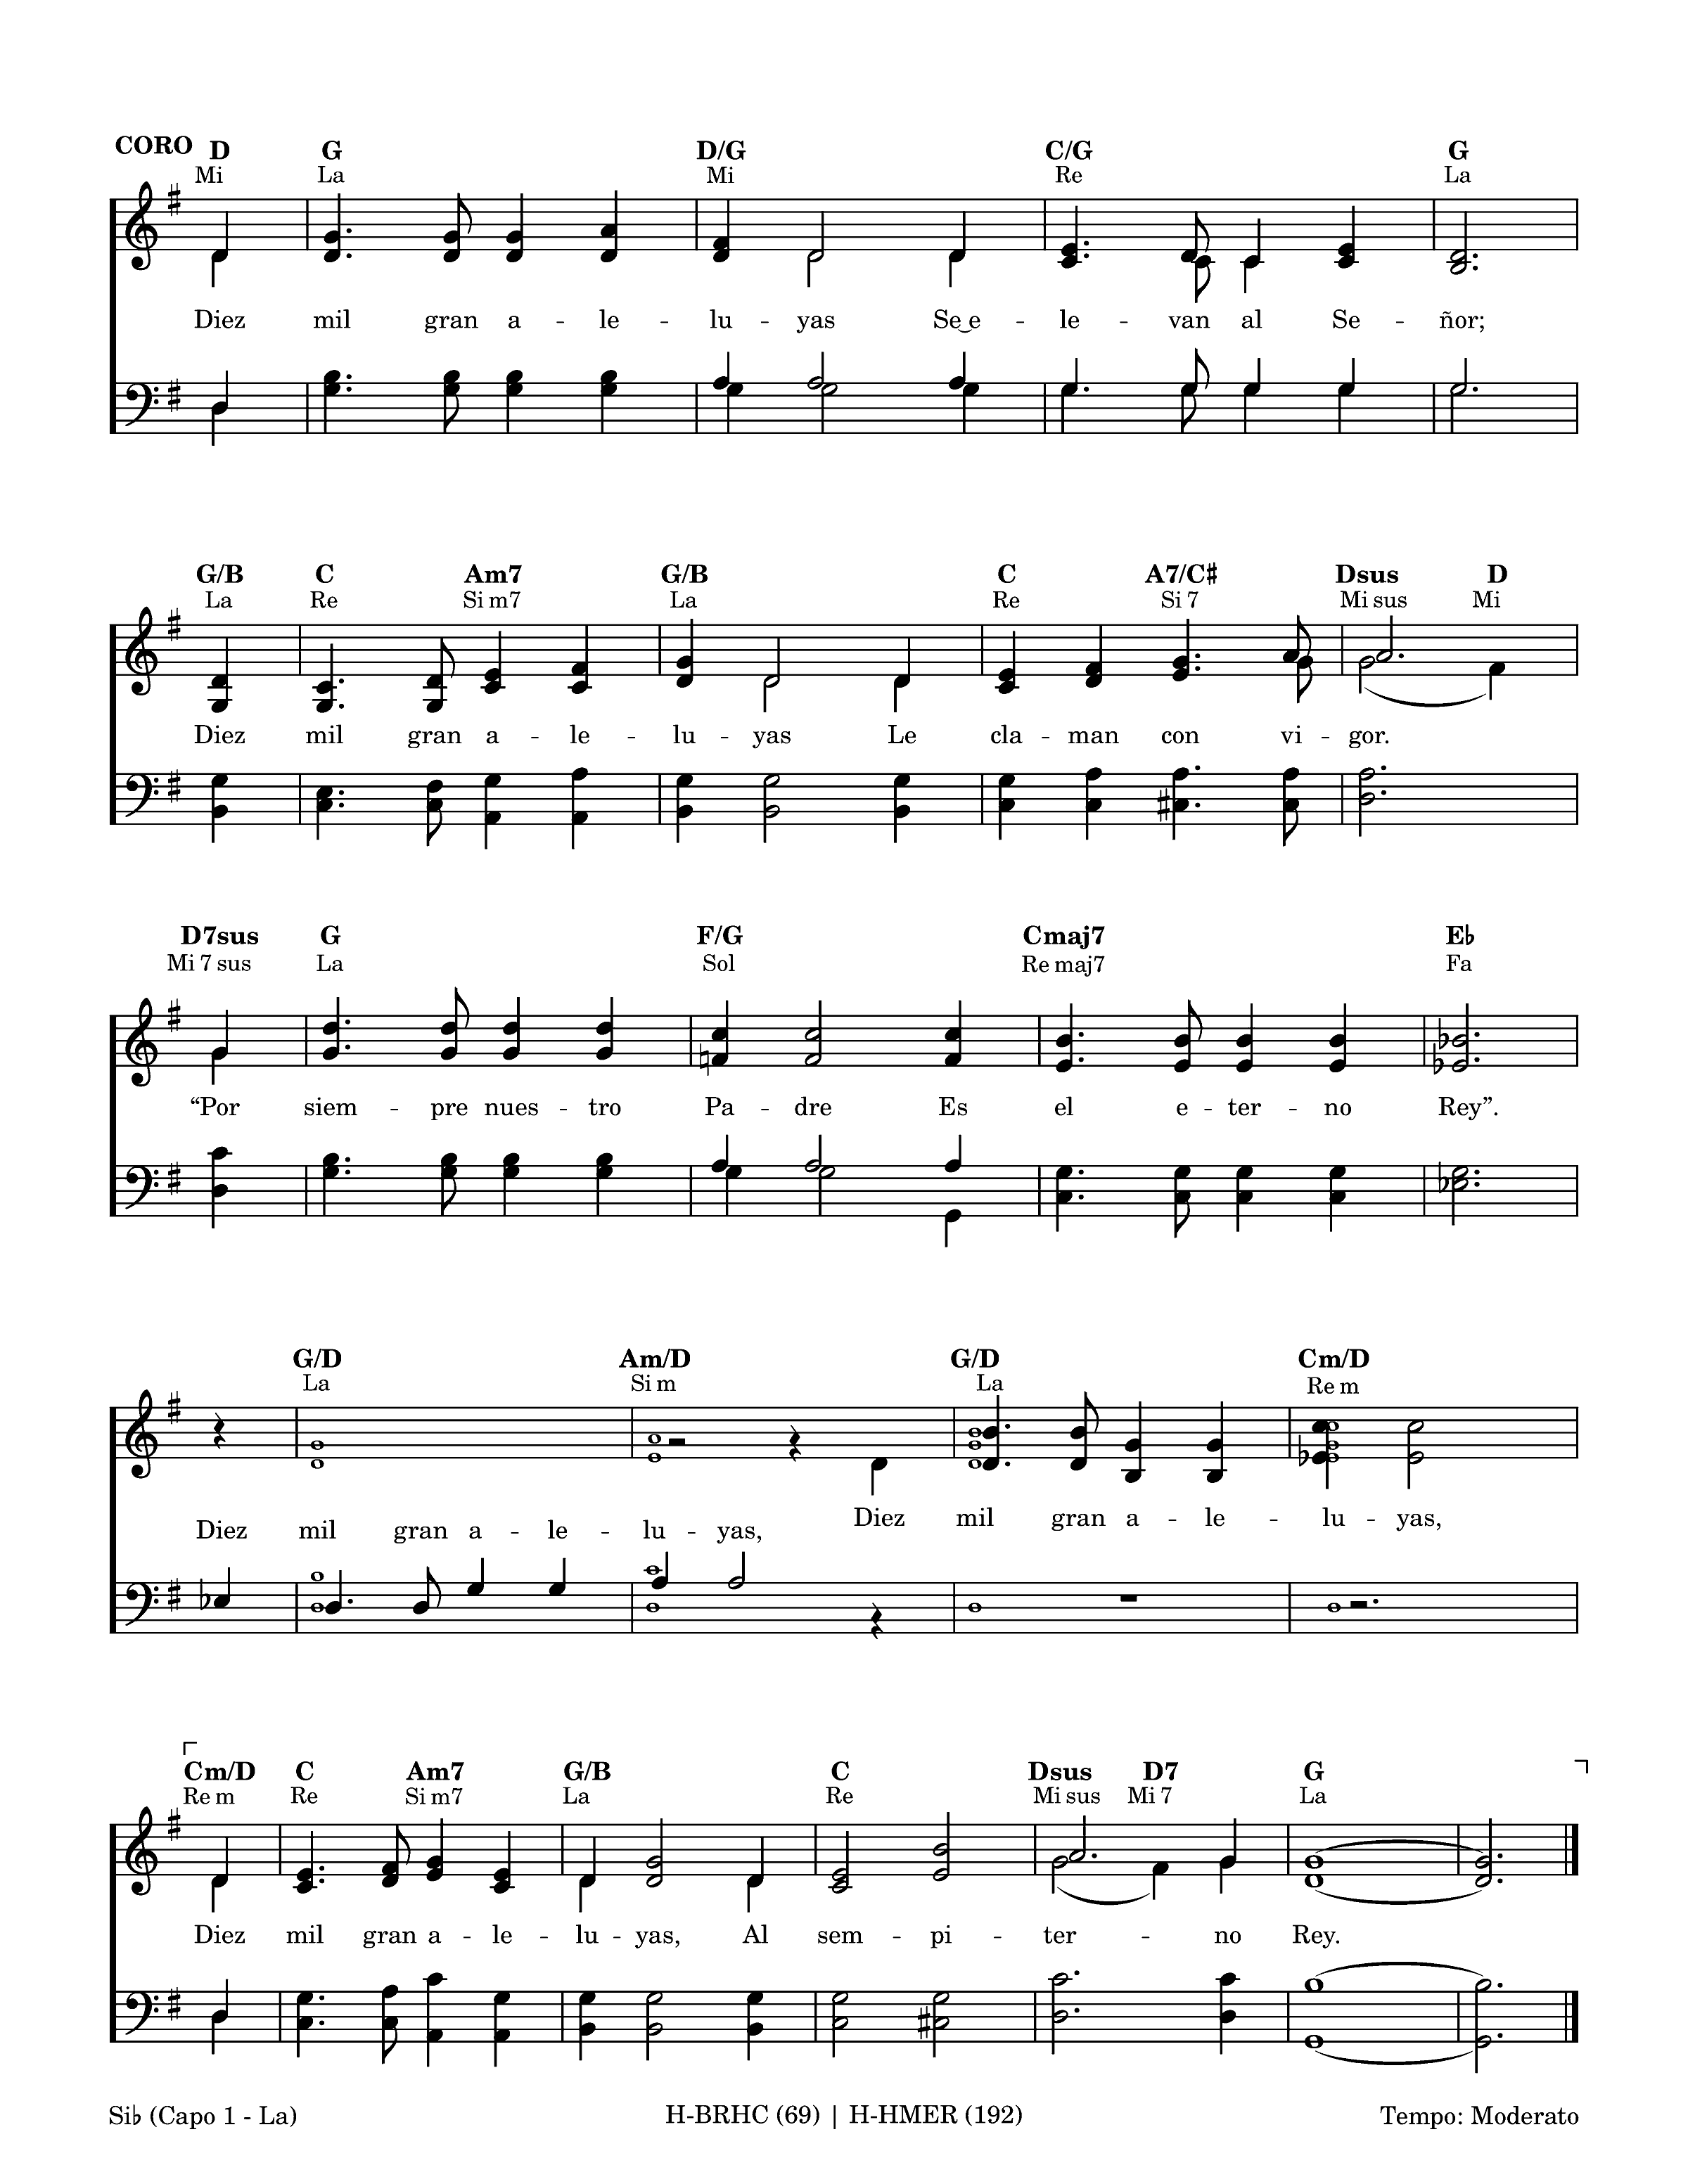 CORO D G D/G C/G G
Mi La Mi Re La
Diez mil gran a - le - lu - yas Se‿e - le - van al Se - ñor;
G/B C Am7 G/B C A7/C♯ Dsus D
La Re Si m7 La Re Si 7 Mi sus Mi
Diez mil gran a - le - lu - yas Le cla - man con vi - gor.
D7sus G F/G Cmaj7 E♭
Mi 7 sus La Sol Re maj7 Fa
“Por siem - pre nues - tro Pa - dre Es el e - ter - no Rey”.
G/D Am/D G/D Cm/D
La Si m La Re m
Diez mil gran a - le - lu - yas,
Diez mil gran a - le - lu - yas,
Cm/D C Am7 G/B C Dsus D7 G
Re m Re Si m7 La Re Mi sus Mi 7 La
Diez mil gran a - le - lu - yas, Al sem - pi - ter - no Rey.
Si♭ (Capo 1 - La) H-BRHC (69) | H-HMER (192) Tempo: Moderato